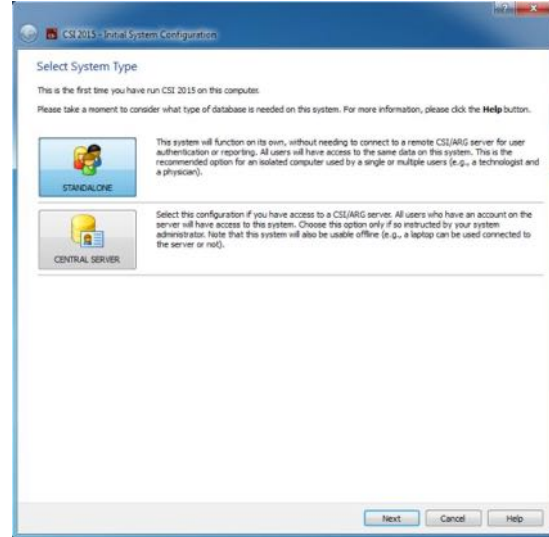 CSI 2015 - Initial System Configuration
Select System Type
This is the first time you have run CSI 2015 on this computer.
Please take a moment to consider what type of database is needed on this system. For more information, please click the Help button.
This system will function on its own, without needing to connect to a remote CSI/ARG server for user
authentication or reporting. All users will have access to the same data on this system. This is the
recommended option for an isolated computer used by a single or multiple users (e.g., a technologist and
a physician).
STANDALONE
Select this configuration if you have access to a CSI/ARG server. All users who have an account on the
server will have access to this system. Choose this option only if so instructed by your system
administrator. Note that this system will also be usable offline (e.g., a laptop can be used connected to
the server or not).
CENTRAL SERVER
Next Cancel Help